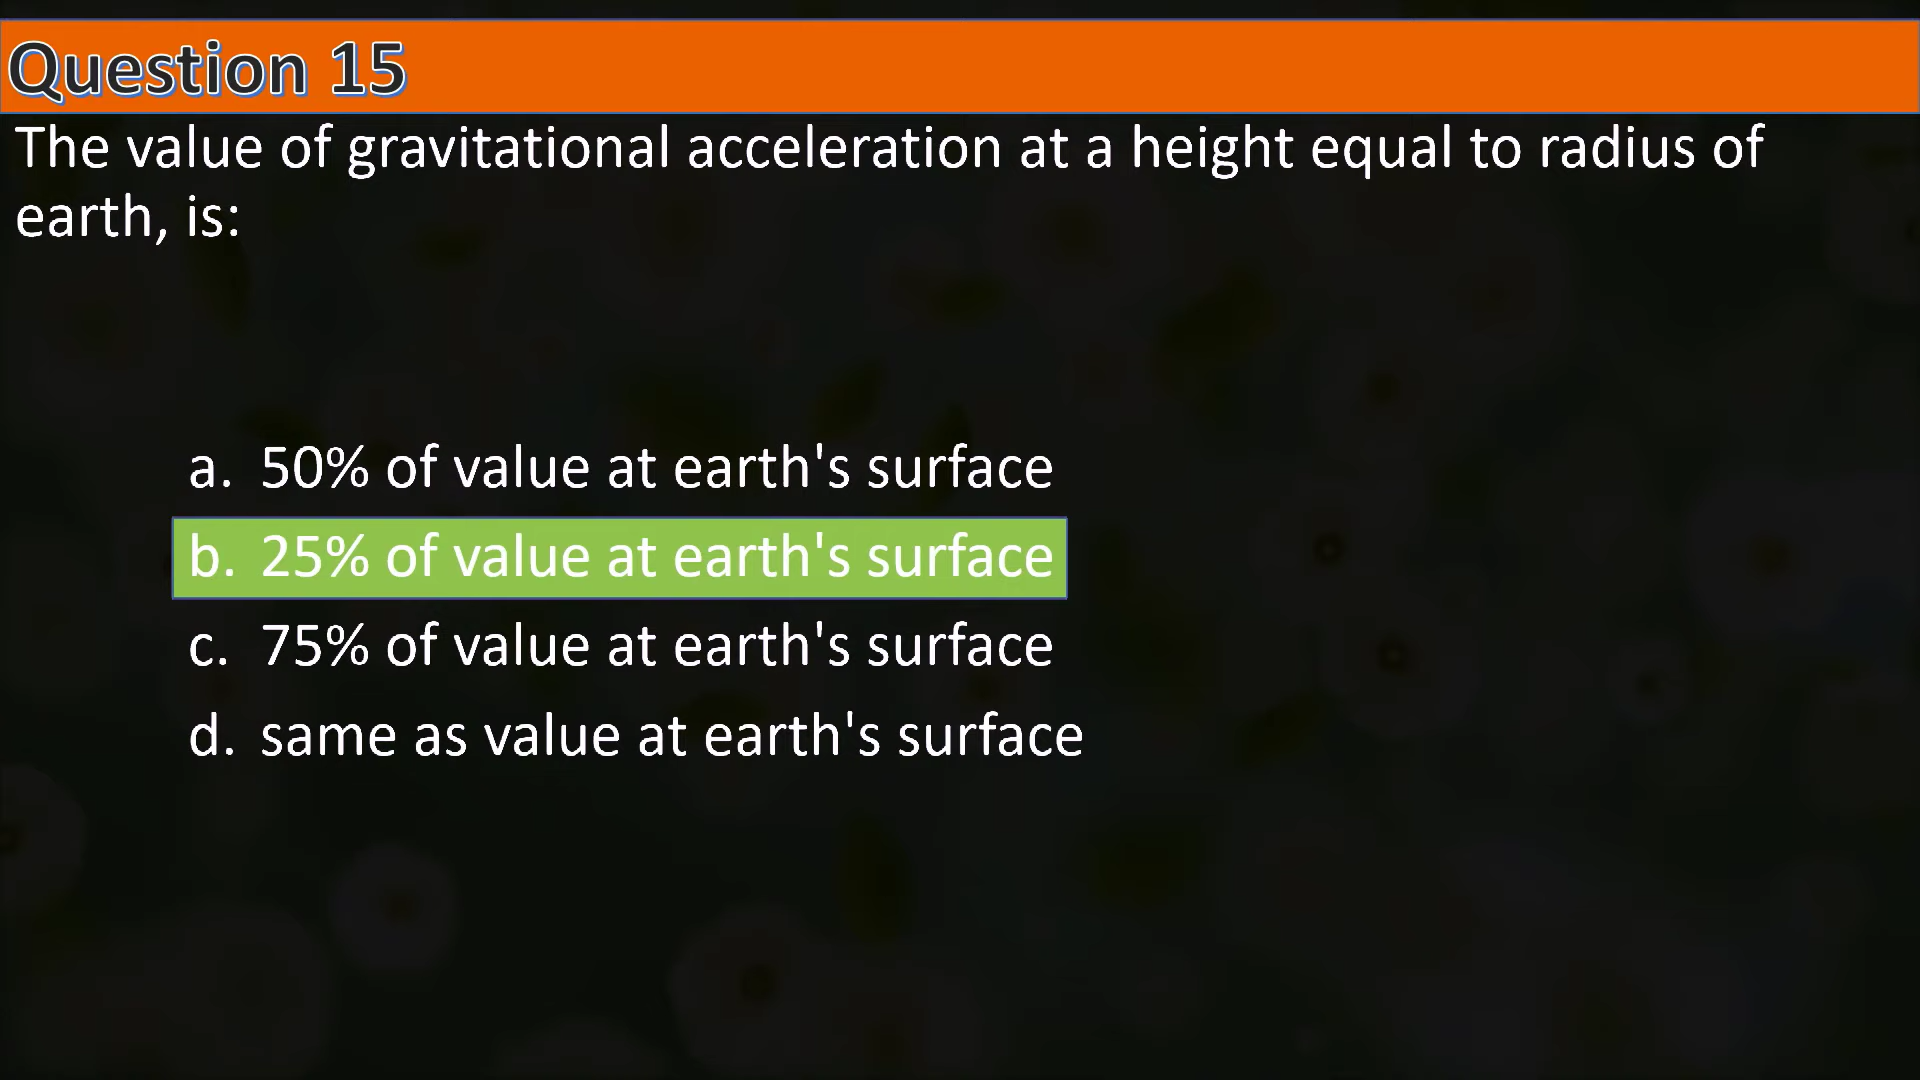 Question 15
The value of gravitational acceleration at a height equal to radius of
earth, is:
a. 50% of value at earth's surface
b. 25% of value at earth's surface
c. 75% of value at earth's surface
d. same as value at earth's surface